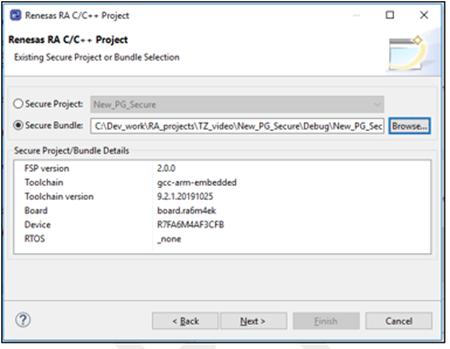 Renesas RA C/C++ Project
Renesas RA C/C++ Project
Existing Secure Project or Bundle Selection
Secure Project: New_PG_Secure
Secure Bundle: C:\Dev_work\RA_projects\TZ_video\New_PG_Secure\Debug\New_PG_Sec Browse...
Secure Project/Bundle Details
FSP version 2.0.0
Toolchain gcc-arm-embedded
Toolchain version 9.2.1.20191025
Board board.ra6m4ek
Device R7FA6M4AF3CFB
RTOS _none
? < Back Next > Finish Cancel